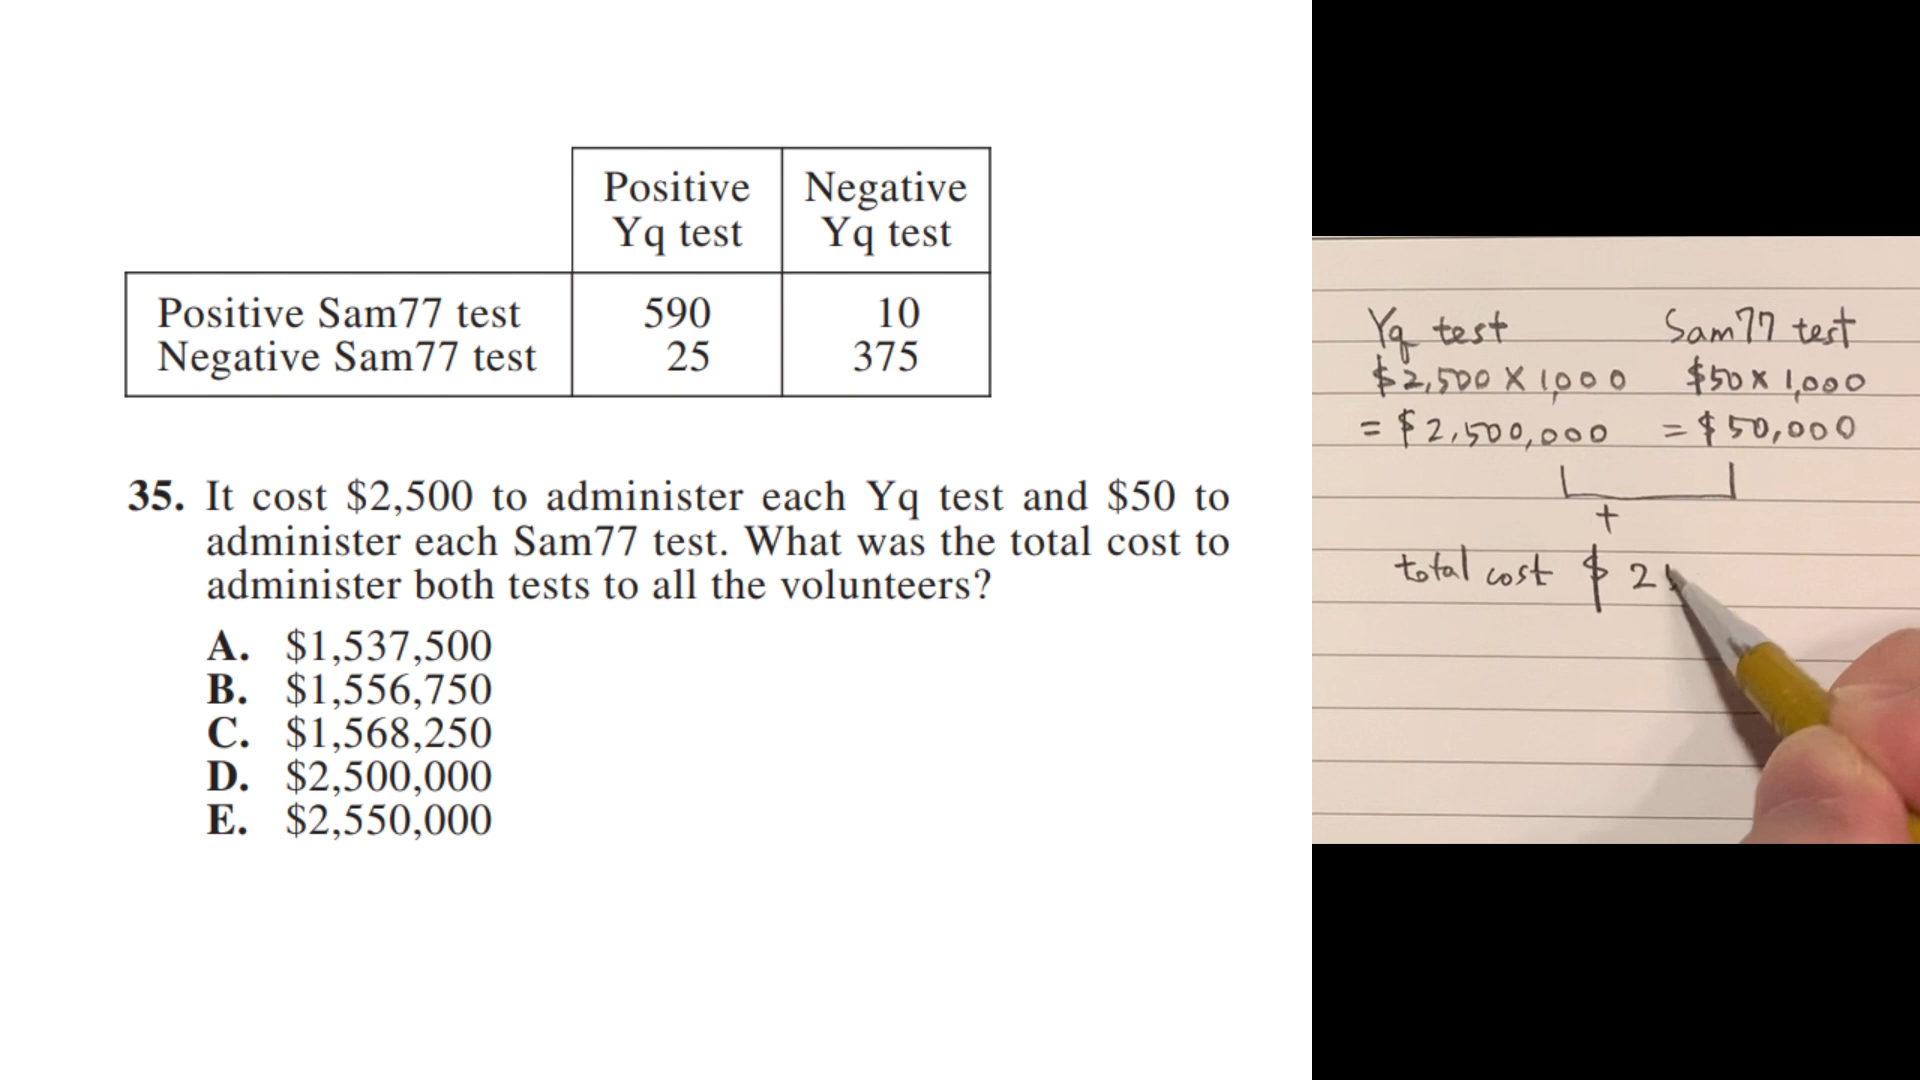 Positive Negative
Yq test Yq test
Positive Sam77 test 590 10
Negative Sam77 test 25 375
35. It cost $2,500 to administer each Yq test and $50 to
administer each Sam77 test. What was the total cost to
administer both tests to all the volunteers?
A. $1,537,500
B. $1,556,750
C. $1,568,250
D. $2,500,000
E. $2,550,000
Yq test Sam77 test
$2,500 × 1,000 $50 × 1,000
= $2,500,000 = $50,000
+
total cost $ 2